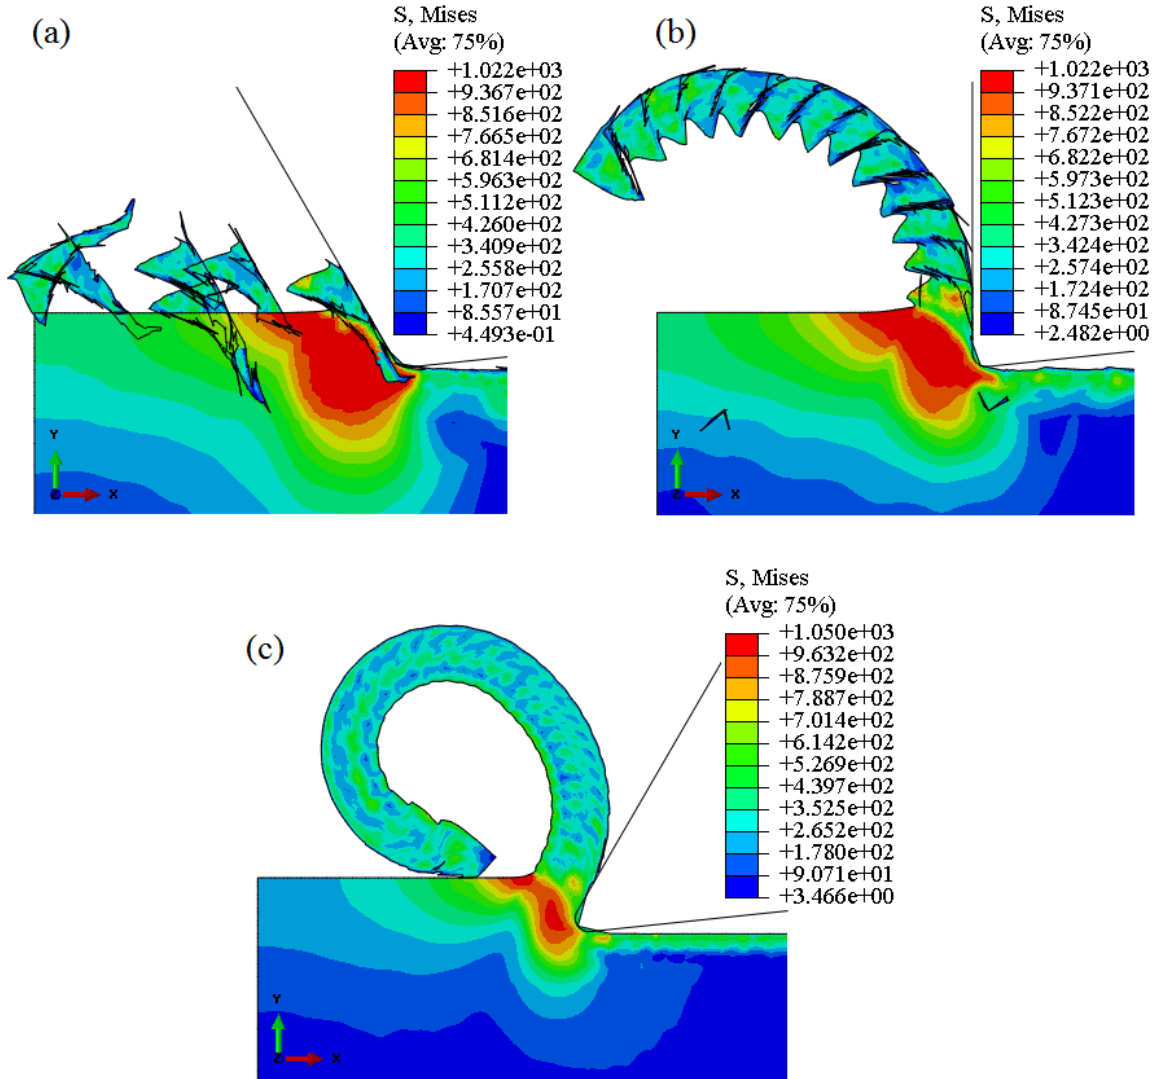 (a)
S, Mises
(Avg: 75%)
+1.022e+03
+9.367e+02
+8.516e+02
+7.665e+02
+6.814e+02
+5.963e+02
+5.112e+02
+4.260e+02
+3.409e+02
+2.558e+02
+1.707e+02
+8.557e+01
+4.493e-01
Y
Z
X
(b)
S, Mises
(Avg: 75%)
+1.022e+03
+9.371e+02
+8.522e+02
+7.672e+02
+6.822e+02
+5.973e+02
+5.123e+02
+4.273e+02
+3.424e+02
+2.574e+02
+1.724e+02
+8.745e+01
+2.482e+00
Y
Z
X
(c)
S, Mises
(Avg: 75%)
+1.050e+03
+9.632e+02
+8.759e+02
+7.887e+02
+7.014e+02
+6.142e+02
+5.269e+02
+4.397e+02
+3.525e+02
+2.652e+02
+1.780e+02
+9.071e+01
+3.466e+00
Y
Z
X